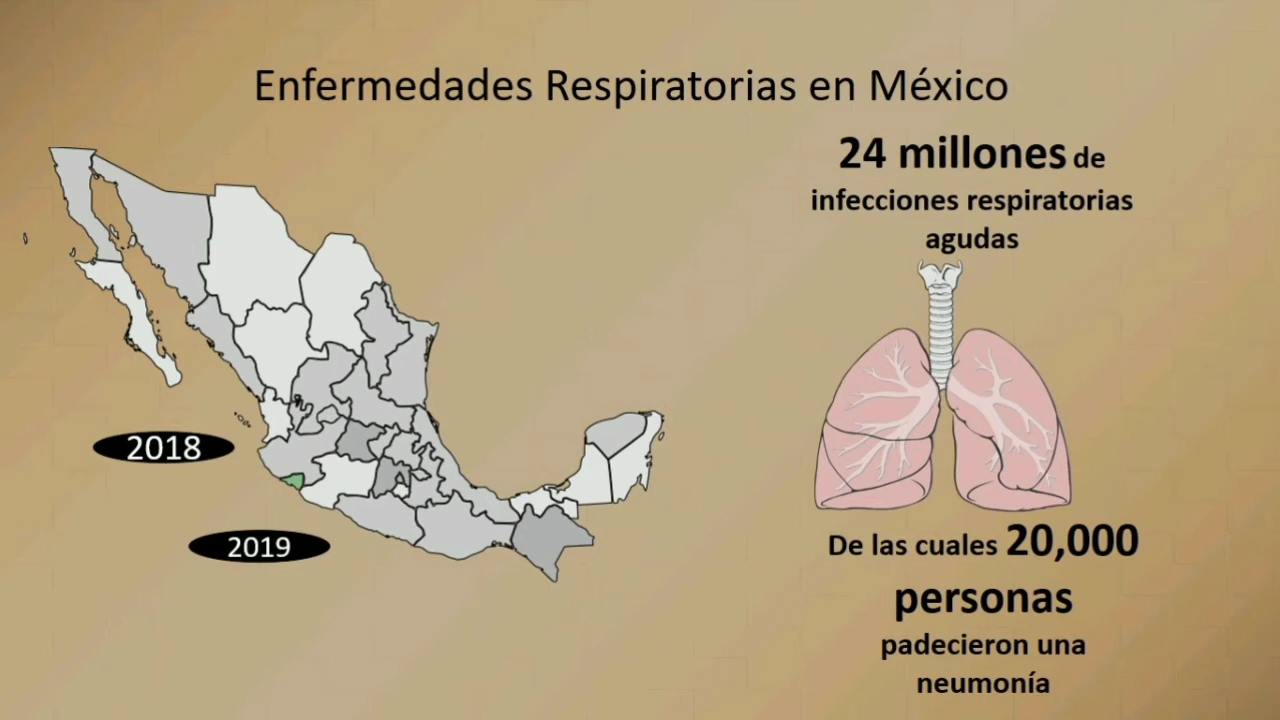 Enfermedades Respiratorias en México
24 millones de
infecciones respiratorias
agudas
2018
2019
De las cuales 20,000
personas
padecieron una
neumonía